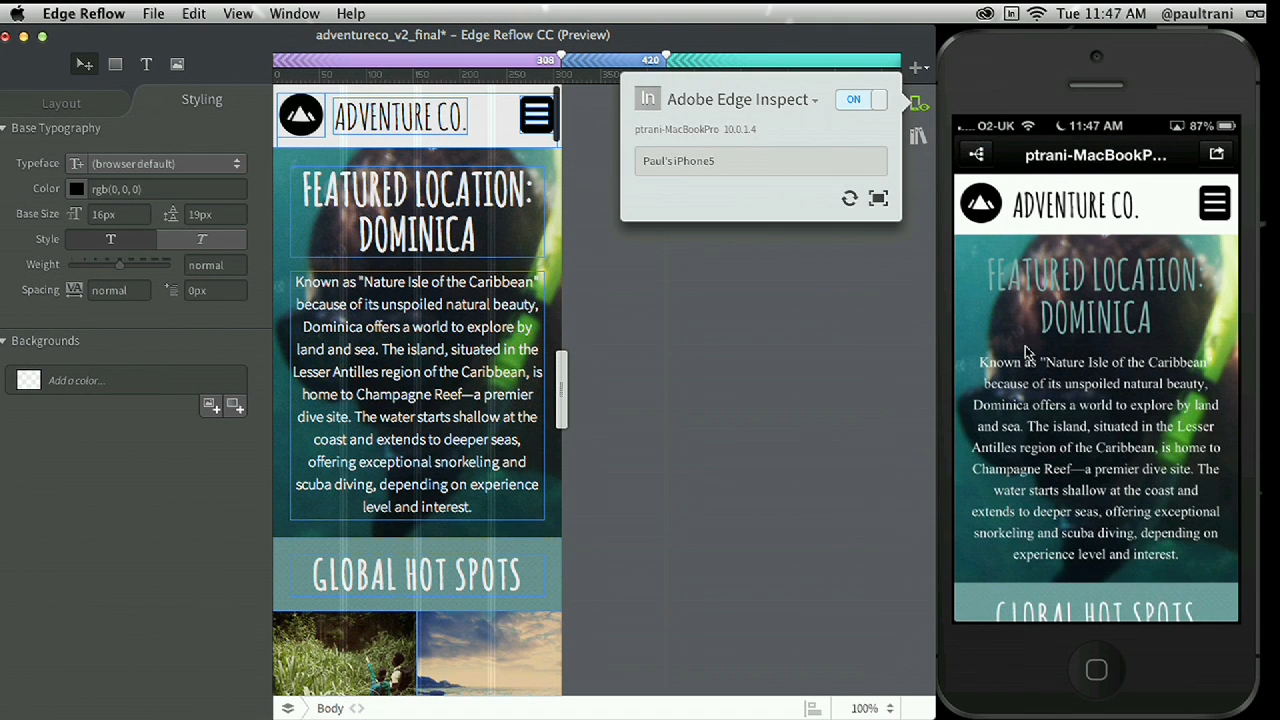 Edge Reflow File Edit View Window Help
In Tue 11:47 AM @paultrani
adventureco_v2_final* - Edge Reflow CC (Preview)
308 420
0 50 100 150 200 250 300
Layout Styling
Base Typography
Typeface T (browser default)
Color rgb(0, 0, 0)
Base Size 16px 19px
Style T T
Weight normal
Spacing VA normal 0px
Backgrounds
Add a color...
ADVENTURE CO.
FEATURED LOCATION:
DOMINICA
Known as "Nature Isle of the Caribbean"
because of its unspoiled natural beauty,
Dominica offers a world to explore by
land and sea. The island, situated in the
Lesser Antilles region of the Caribbean, is
home to Champagne Reef—a premier
dive site. The water starts shallow at the
coast and extends to deeper seas,
offering exceptional snorkeling and
scuba diving, depending on experience
level and interest.
GLOBAL HOT SPOTS
Body
100%
In Adobe Edge Inspect ON
ptrani-MacBookPro 10.0.1.4
Paul's iPhone5
O2-UK 11:47 AM 87%
ptrani-MacBookP...
ADVENTURE CO.
FEATURED LOCATION:
DOMINICA
Known as "Nature Isle of the Caribbean"
because of its unspoiled natural beauty,
Dominica offers a world to explore by land
and sea. The island, situated in the Lesser
Antilles region of the Caribbean, is home to
Champagne Reef—a premier dive site. The
water starts shallow at the coast and
extends to deeper seas, offering exceptional
snorkeling and scuba diving, depending on
experience level and interest.
GLOBAL HOT SPOTS